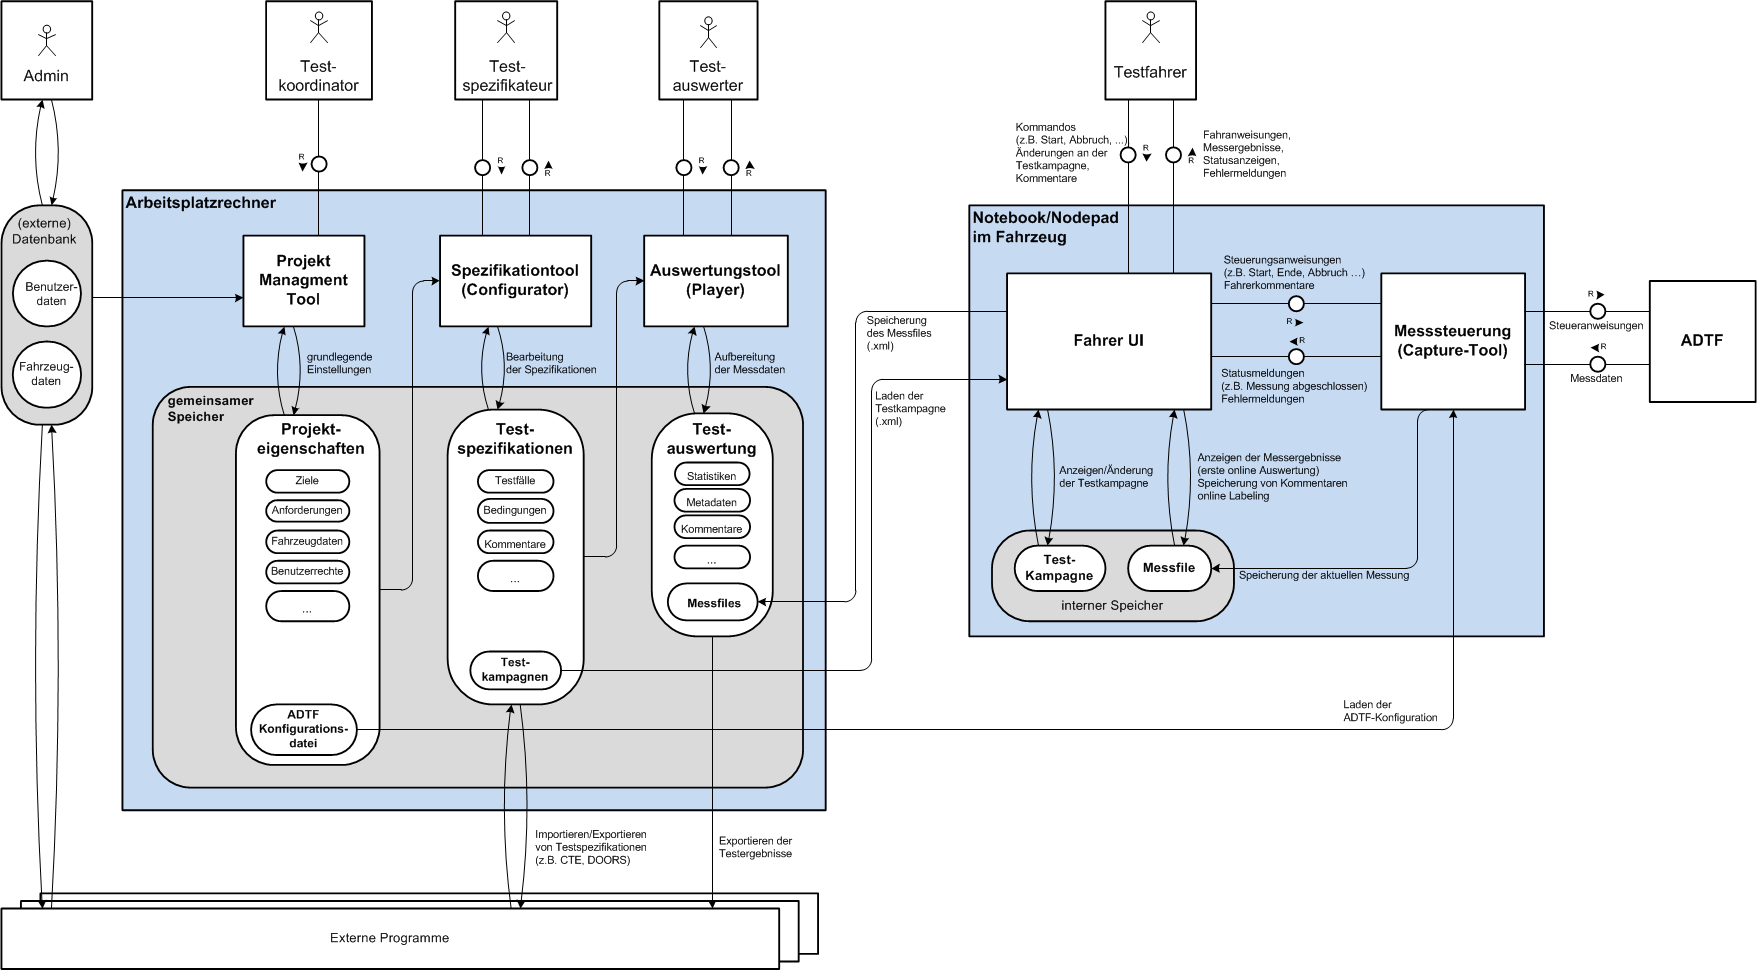 Admin
Test-
koordinator
Test-
spezifikateur
Test-
auswerter
Testfahrer
R
R
R
R
R
Kommandos
(z.B. Start, Abbruch, ...)
Änderungen an der
Testkampagne,
Kommentare
R
R
Fahranweisungen,
Messergebnisse,
Statusanzeigen,
Fehlermeldungen
(externe)
Datenbank
Benutzer-
daten
Fahrzeug-
daten
Arbeitsplatzrechner
Projekt
Managment
Tool
Spezifikationtool
(Configurator)
Auswertungstool
(Player)
grundlegende
Einstellungen
Bearbeitung
der Spezifikationen
Aufbereitung
der Messdaten
gemeinsamer
Speicher
Projekt-
eigenschaften
Ziele
Anforderungen
Fahrzeugdaten
Benutzerrechte
...
ADTF
Konfigurations-
datei
Test-
spezifikationen
Testfälle
Bedingungen
Kommentare
...
Test-
kampagnen
Test-
auswertung
Statistiken
Metadaten
Kommentare
...
Messfiles
Speicherung
des Messfiles
(.xml)
Laden der
Testkampagne
(.xml)
Notebook/Nodepad
im Fahrzeug
Fahrer UI
Steuerungsanweisungen
(z.B. Start, Ende, Abbruch ...)
Fahrerkommentare
R
R
Statusmeldungen
(z.B. Messung abgeschlossen)
Fehlermeldungen
Messsteuerung
(Capture-Tool)
R
Steueranweisungen
R
Messdaten
ADTF
Anzeigen/Änderung
der Testkampagne
Anzeigen der Messergebnisse
(erste online Auswertung)
Speicherung von Kommentaren
online Labeling
Test-
Kampagne
Messfile
interner Speicher
Speicherung der aktuellen Messung
Laden der
ADTF-Konfiguration
Importieren/Exportieren
von Testspezifikationen
(z.B. CTE, DOORS)
Exportieren der
Testergebnisse
Externe Programme